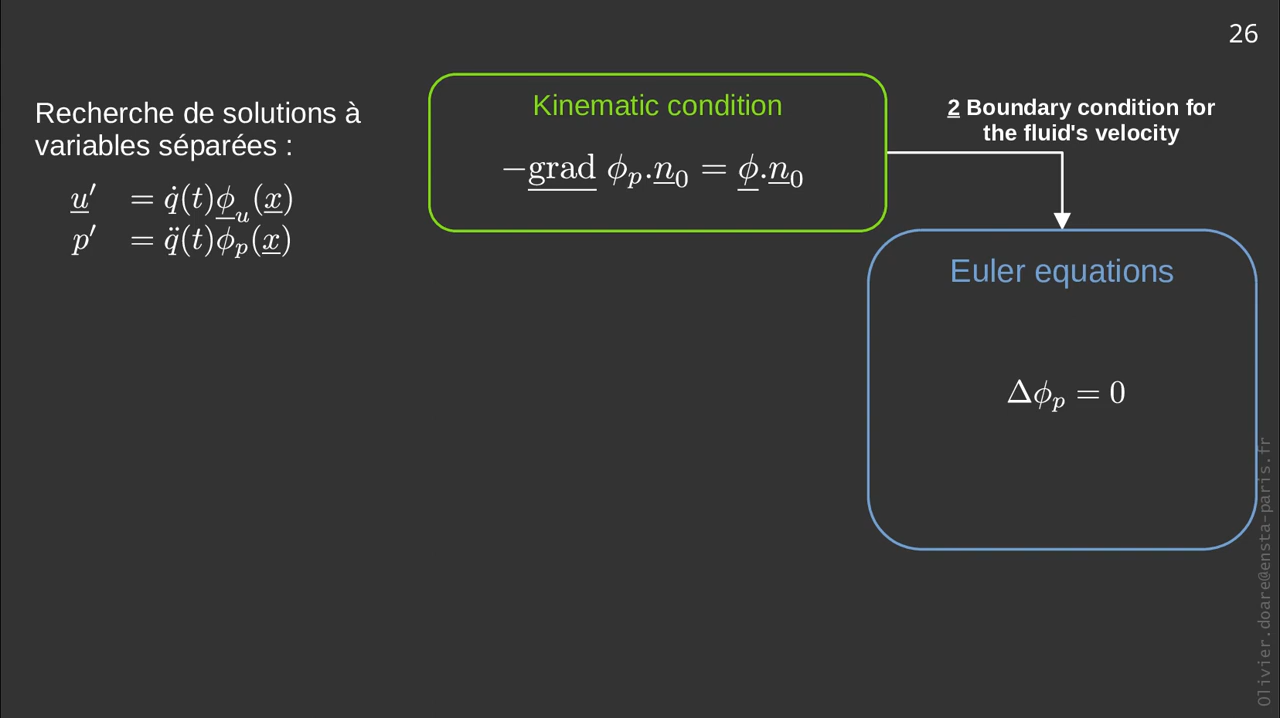 26
Recherche de solutions à
variables séparées :
u′ = q̇(t)ϕ_u(x)
p′ = q̈(t)ϕ_p(x)
Kinematic condition
−grad ϕ_p.n_0 = ϕ.n_0
2 Boundary condition for
the fluid's velocity
Euler equations
Δϕ_p = 0
Olivier.doare@ensta-paris.fr